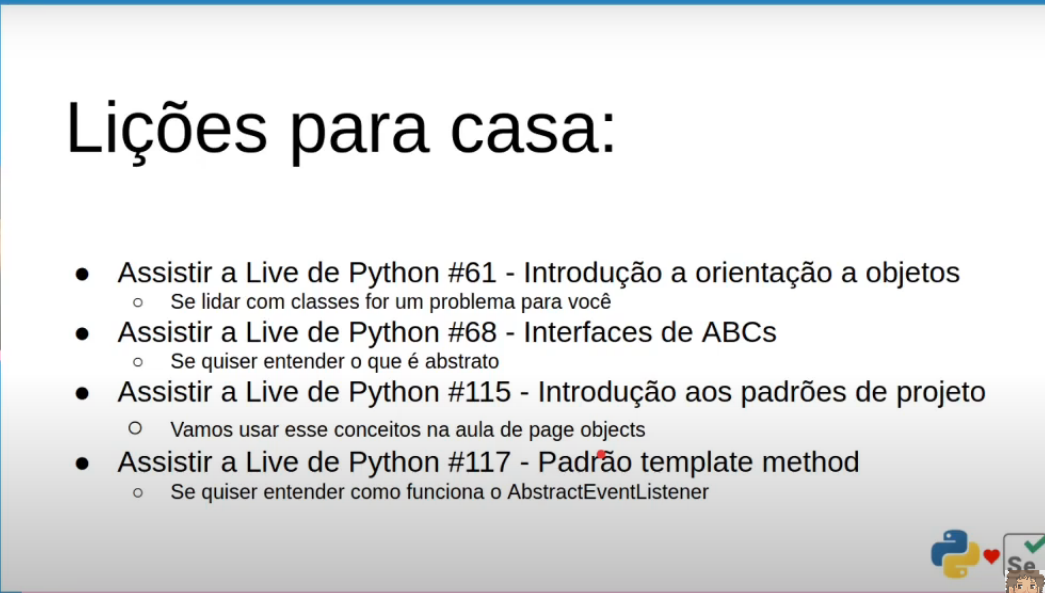 Lições para casa:
● Assistir a Live de Python #61 - Introdução a orientação a objetos
○ Se lidar com classes for um problema para você
● Assistir a Live de Python #68 - Interfaces de ABCs
○ Se quiser entender o que é abstrato
● Assistir a Live de Python #115 - Introdução aos padrões de projeto
○ Vamos usar esse conceitos na aula de page objects
● Assistir a Live de Python #117 - Padrão template method
○ Se quiser entender como funciona o AbstractEventListener
Se